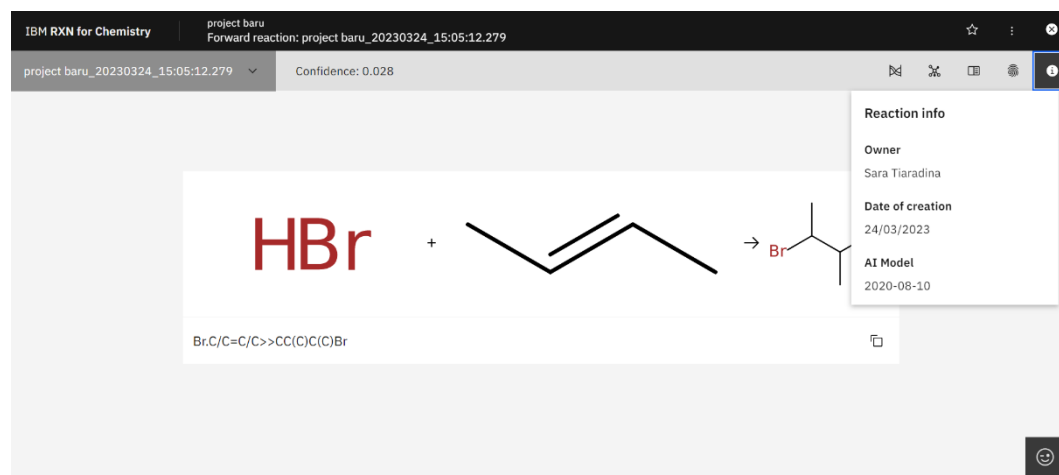 IBM RXN for Chemistry
project baru
Forward reaction: project baru_20230324_15:05:12.279
project baru_20230324_15:05:12.279
Confidence: 0.028
Reaction info
Owner
Sara Tiaradina
Date of creation
24/03/2023
AI Model
2020-08-10
HBr
+
→
Br
Br.C/C=C/C>>CC(C)C(C)Br